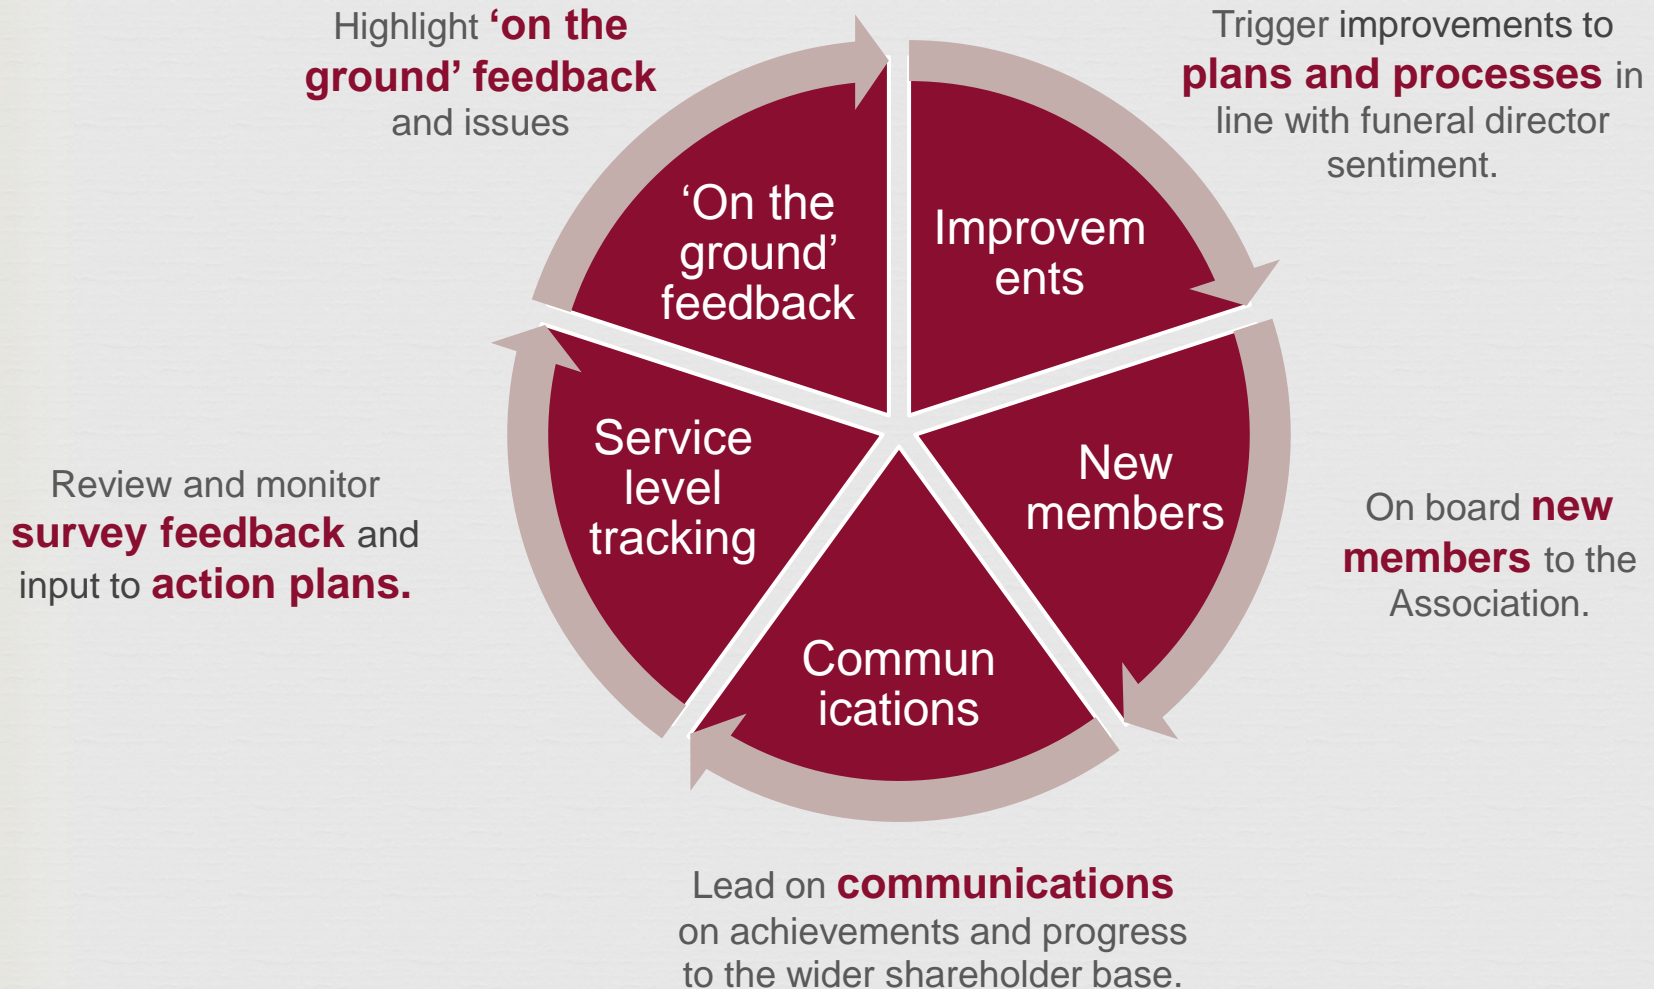 Highlight ‘on the
ground’ feedback
and issues
Trigger improvements to
plans and processes in
line with funeral director
sentiment.
‘On the
ground’
feedback
Improvem
ents
Service
level
tracking
New
members
Review and monitor
survey feedback and
input to action plans.
On board new
members to the
Association.
Commun
ications
Lead on communications
on achievements and progress
to the wider shareholder base.